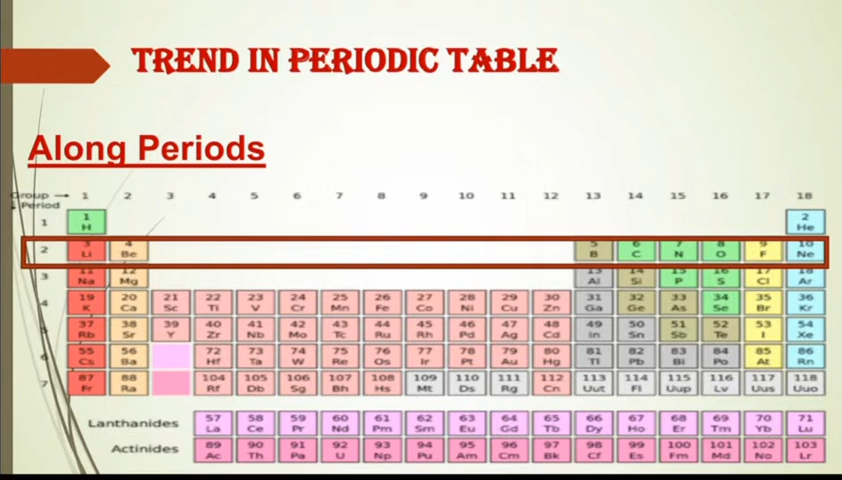 TREND IN PERIODIC TABLE
Along Periods
Group → 1 2 3 4 5 6 7 8 9 10 11 12 13 14 15 16 17 18
↓ Period
1 1 2
H He
2 3 4 5 6 7 8 9 10
Li Be B C N O F Ne
3 11 12 13 14 15 16 17 18
Na Mg Al Si P S Cl Ar
4 19 20 21 22 23 24 25 26 27 28 29 30 31 32 33 34 35 36
K Ca Sc Ti V Cr Mn Fe Co Ni Cu Zn Ga Ge As Se Br Kr
5 37 38 39 40 41 42 43 44 45 46 47 48 49 50 51 52 53 54
Rb Sr Y Zr Nb Mo Tc Ru Rh Pd Ag Cd In Sn Sb Te I Xe
6 55 56 72 73 74 75 76 77 78 79 80 81 82 83 84 85 86
Cs Ba Hf Ta W Re Os Ir Pt Au Hg Tl Pb Bi Po At Rn
7 87 88 104 105 106 107 108 109 110 111 112 113 114 115 116 117 118
Fr Ra Rf Db Sg Bh Hs Mt Ds Rg Cn Uut Fl Uup Lv Uus Uuo
Lanthanides 57 58 59 60 61 62 63 64 65 66 67 68 69 70 71
La Ce Pr Nd Pm Sm Eu Gd Tb Dy Ho Er Tm Yb Lu
Actinides 89 90 91 92 93 94 95 96 97 98 99 100 101 102 103
Ac Th Pa U Np Pu Am Cm Bk Cf Es Fm Md No Lr